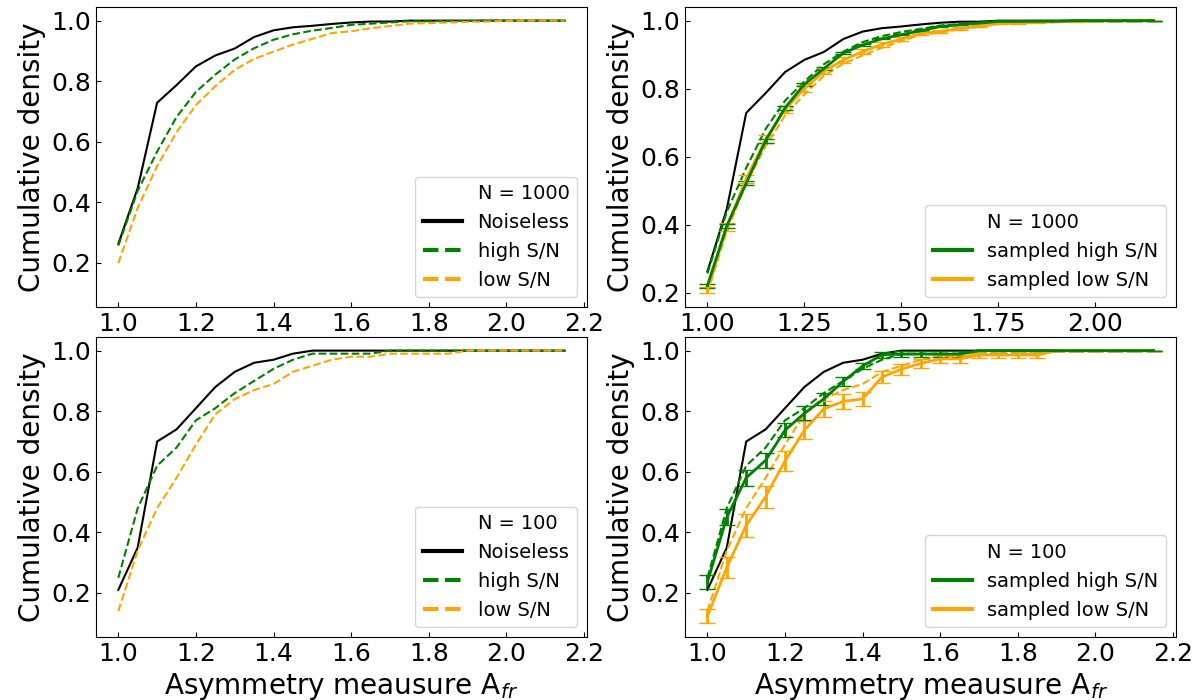 Cumulative density
1.0
0.8
0.6
0.4
0.2
N = 1000
Noiseless
high S/N
low S/N
1.0 1.2 1.4 1.6 1.8 2.0 2.2
Cumulative density
1.0
0.8
0.6
0.4
0.2
N = 1000
sampled high S/N
sampled low S/N
1.00 1.25 1.50 1.75 2.00
Cumulative density
1.0
0.8
0.6
0.4
0.2
N = 100
Noiseless
high S/N
low S/N
1.0 1.2 1.4 1.6 1.8 2.0 2.2
Asymmetry meausure A_fr
Cumulative density
1.0
0.8
0.6
0.4
0.2
N = 100
sampled high S/N
sampled low S/N
1.0 1.2 1.4 1.6 1.8 2.0 2.2
Asymmetry meausure A_fr